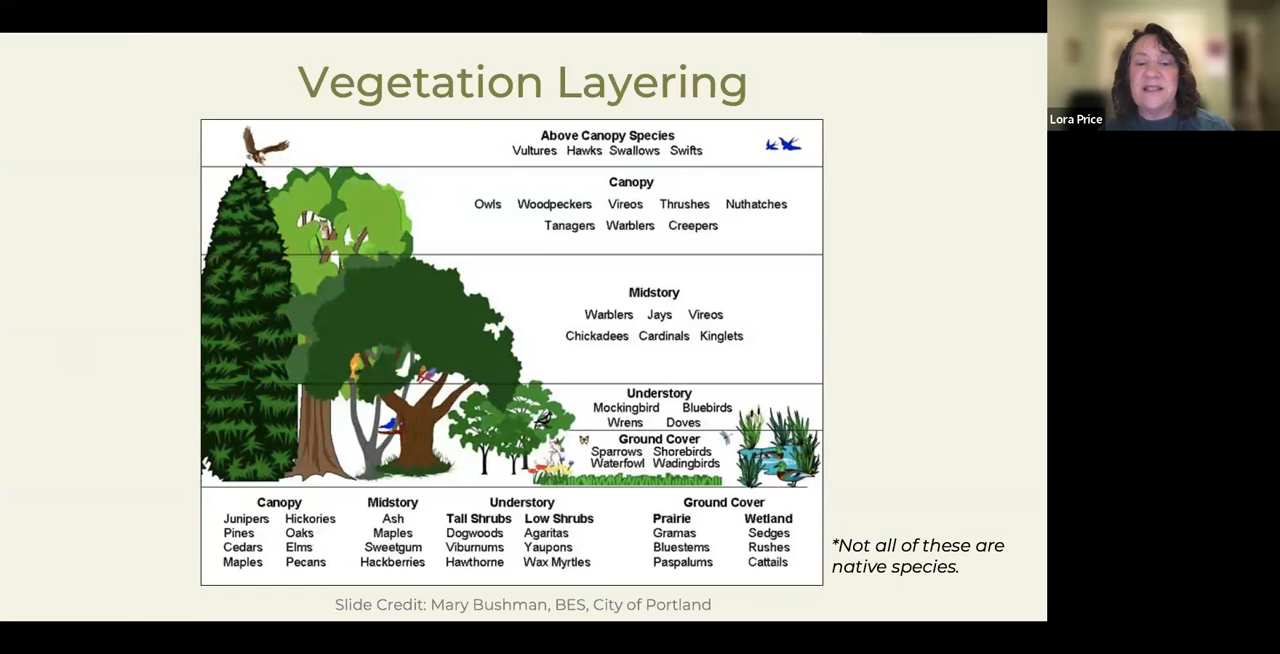 Vegetation Layering
Above Canopy Species
Vultures Hawks Swallows Swifts
Canopy
Owls Woodpeckers Vireos Thrushes Nuthatches
Tanagers Warblers Creepers
Midstory
Warblers Jays Vireos
Chickadees Cardinals Kinglets
Understory
Mockingbird Bluebirds
Wrens Doves
Ground Cover
Sparrows Shorebirds
Waterfowl Wadingbirds
Canopy Midstory Understory Ground Cover
Junipers Hickories Ash Tall Shrubs Low Shrubs Prairie Wetland
Pines Oaks Maples Dogwoods Agaritas Gramas Sedges
Cedars Elms Sweetgum Viburnums Yaupons Bluestems Rushes
Maples Pecans Hackberries Hawthorne Wax Myrtles Paspalums Cattails
*Not all of these are
native species.
Slide Credit: Mary Bushman, BES, City of Portland
Lora Price